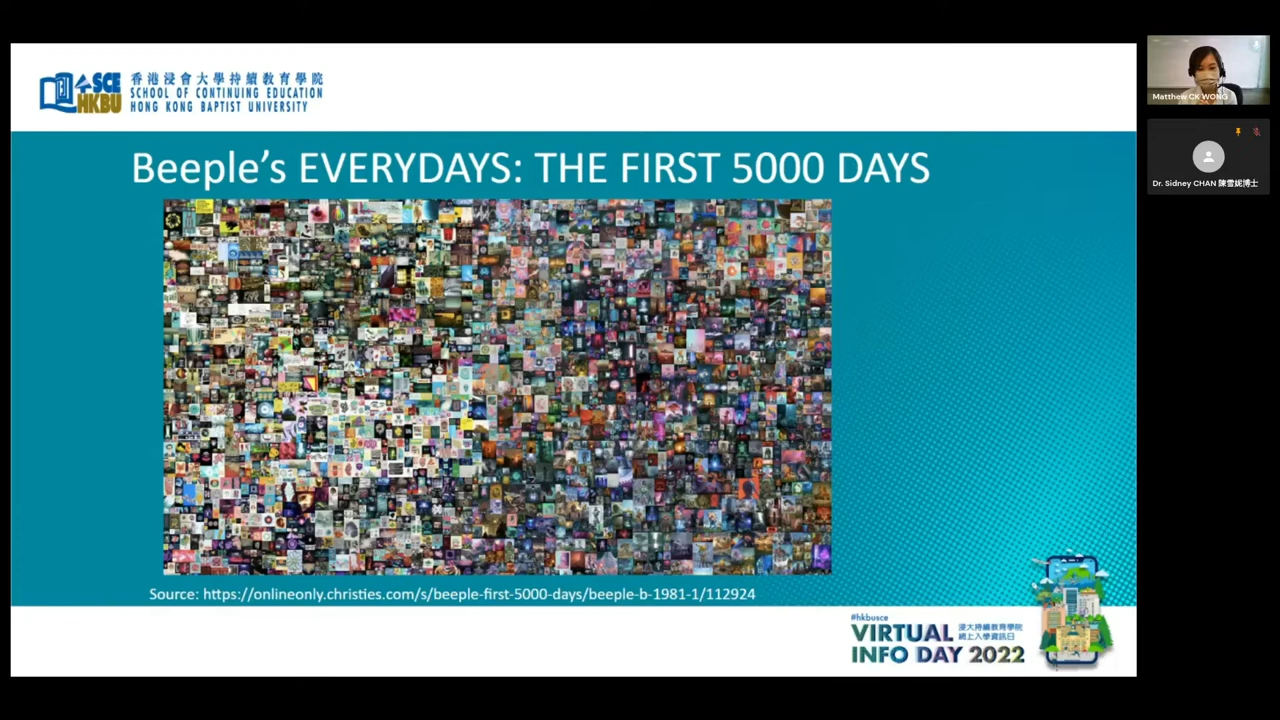 SCE
HKBU
香港浸會大學持續教育學院
SCHOOL OF CONTINUING EDUCATION
HONG KONG BAPTIST UNIVERSITY
Beeple's EVERYDAYS: THE FIRST 5000 DAYS
Source: https://onlineonly.christies.com/s/beeple-first-5000-days/beeple-b-1981-1/112924
#hkbusce
VIRTUAL
INFO DAY 2022
浸大持續教育學院
網上入學資訊日
Matthew CK WONG
Dr. Sidney CHAN 陳雪妮博士